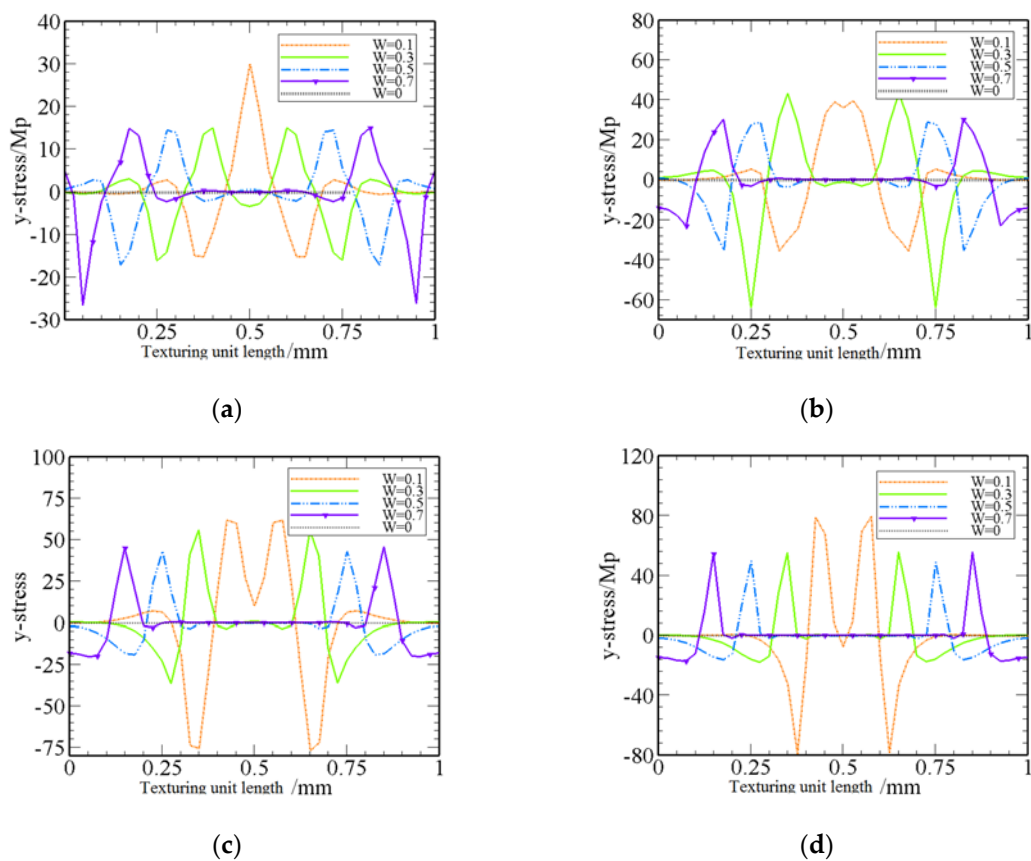 40
30
20
10
0
-10
-20
-30
y-stress/Mp
W=0.1
W=0.3
W=0.5
W=0.7
W=0
0.25 0.5 0.75 1
Texturing unit length/mm
(a)
80
60
40
20
0
-20
-40
-60
y-stress/Mp
W=0.1
W=0.3
W=0.5
W=0.7
W=0
0 0.25 0.5 0.75 1
Texturing unit length/mm
(b)
100
75
50
25
0
-25
-50
-75
y-stress
W=0.1
W=0.3
W=0.5
W=0.7
W=0
0 0.25 0.5 0.75 1
Texturing unit length /mm
(c)
120
80
40
0
-40
-80
y-stress/Mp
W=0.1
W=0.3
W=0.5
W=0.7
W=0
0 0.25 0.5 0.75 1
Texturing unit length /mm
(d)